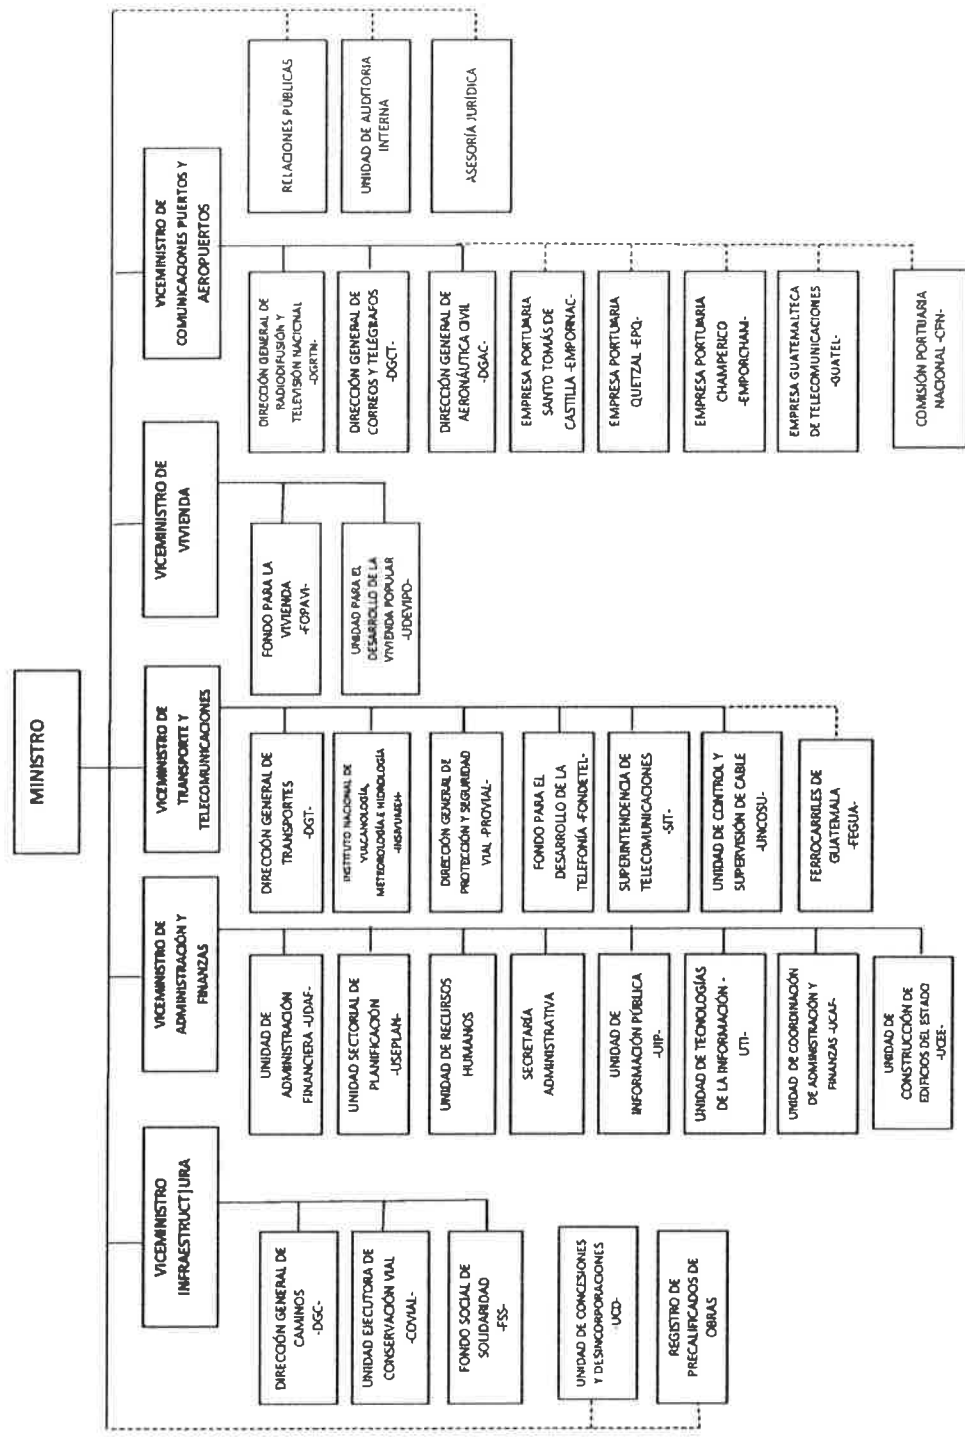 MINISTRO
VICEMINISTRO
INFRAESTRUCTURA
DIRECCIÓN GENERAL DE
CAMINOS
-DGC-
UNIDAD EJECUTORA DE
CONSERVACIÓN VIAL
-COVIAL-
FONDO SOCIAL DE
SOLIDARIDAD
-FSS-
UNIDAD DE CONCESIONES
Y DESINCORPORACIONES
-UCD-
REGISTRO DE
PRECALIFICADOS DE
OBRAS
VICEMINISTRO DE
ADMINISTRACIÓN Y
FINANZAS
UNIDAD DE
ADMINISTRACIÓN
FINANCIERA -UDAF-
UNIDAD SECTORIAL DE
PLANIFICACIÓN
-USEPLAN-
UNIDAD DE RECURSOS
HUMANOS
SECRETARÍA
ADMINISTRATIVA
UNIDAD DE
INFORMACIÓN PÚBLICA
-UIP-
UNIDAD DE TECNOLOGÍAS
DE LA INFORMACIÓN -
UTI-
UNIDAD DE COORDINACIÓN
DE ADMINISTRACIÓN Y
FINANZAS -UCAF-
UNIDAD DE
CONSTRUCCIÓN DE
EDIFICIOS DEL ESTADO
-UCEE-
VICEMINISTRO DE
TRANSPORTE Y
TELECOMUNICACIONES
DIRECCIÓN GENERAL DE
TRANSPORTES
-DGT-
INSTITUTO NACIONAL DE
VULCANOLOGÍA,
METEOROLOGÍA E HIDROLOGÍA
-INSIVUMEH-
DIRECCIÓN GENERAL DE
PROTECCIÓN Y SEGURIDAD
VIAL -PROVIAL-
FONDO PARA EL
DESARROLLO DE LA
TELEFONÍA -FONDETEL-
SUPERINTENDENCIA DE
TELECOMUNICACIONES
-SIT-
UNIDAD DE CONTROL Y
SUPERVISIÓN DE CABLE
-UNCOSU-
FERROCARRILES DE
GUATEMALA
-FEGUA-
VICEMINISTRO DE
VIVIENDA
FONDO PARA LA
VIVIENDA
-FOPAVI-
UNIDAD PARA EL
DESARROLLO DE LA
VIVIENDA POPULAR
-UDEVIPO-
VICEMINISTRO DE
COMUNICACIONES PUERTOS Y
AEROPUERTOS
DIRECCIÓN GENERAL DE
RADIODIFUSIÓN Y
TELEVISIÓN NACIONAL
-DGRTN-
DIRECCIÓN GENERAL DE
CORREOS Y TELÉGRAFOS
-DGCT-
DIRECCIÓN GENERAL DE
AERONÁUTICA CIVIL
-DGAC-
EMPRESA PORTUARIA
SANTO TOMÁS DE
CASTILLA -EMPORNAC-
EMPRESA PORTUARIA
QUETZAL -EPQ-
EMPRESA PORTUARIA
CHAMPERICO
-EMPORCHAM-
EMPRESA GUATEMALTECA
DE TELECOMUNICACIONES
-GUATEL-
COMISIÓN PORTUARIA
NACIONAL -CPN-
RELACIONES PÚBLICAS
UNIDAD DE AUDITORIA
INTERNA
ASESORÍA JURÍDICA